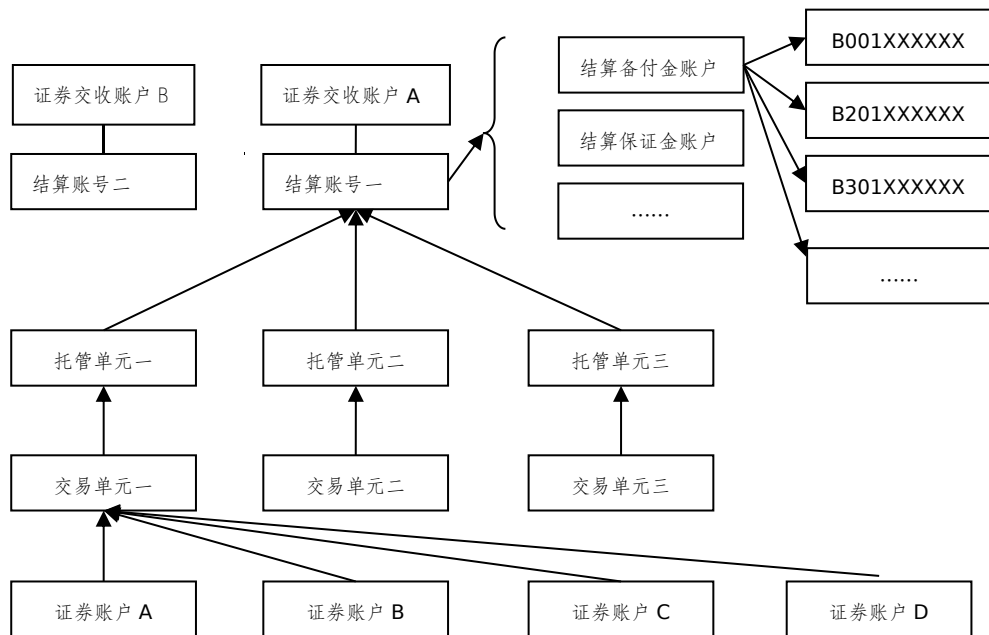 B001XXXXXX
结算备付金账户
证券交收账户 B
证券交收账户 A
B201XXXXXX
结算保证金账户
结算账号二
结算账号一
B301XXXXXX
……
……
托管单元一
托管单元二
托管单元三
交易单元一
交易单元二
交易单元三
证券账户 A
证券账户 B
证券账户 C
证券账户 D